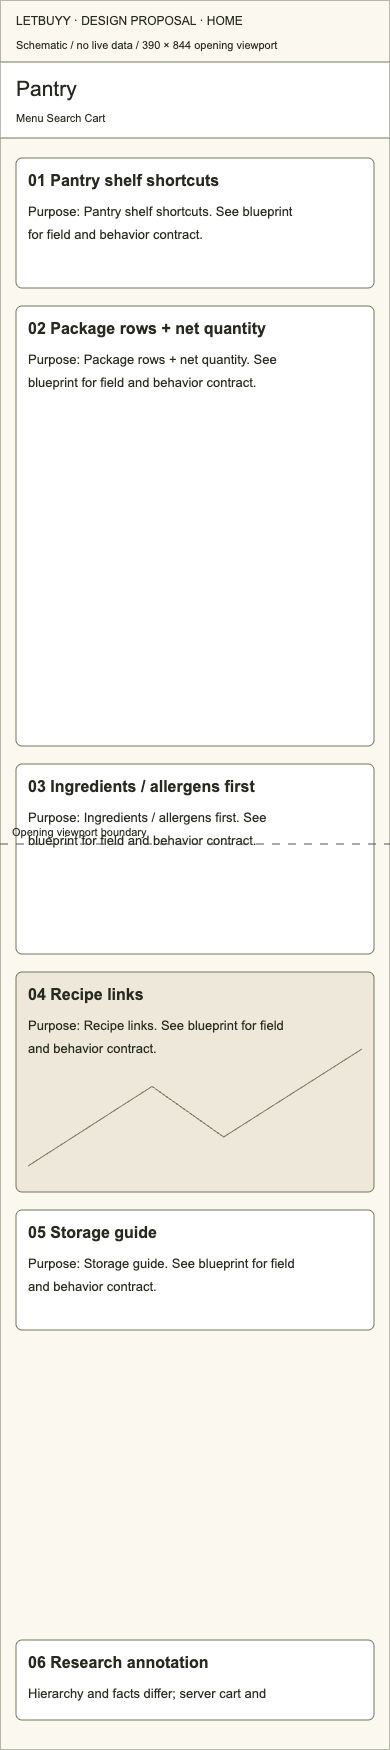 LETBUYY · DESIGN PROPOSAL · HOME
Schematic / no live data / 390 × 844 opening viewport
Pantry
Menu Search Cart
01 Pantry shelf shortcuts
Purpose: Pantry shelf shortcuts. See blueprint
for field and behavior contract.
02 Package rows + net quantity
Purpose: Package rows + net quantity. See
blueprint for field and behavior contract.
03 Ingredients / allergens first
Purpose: Ingredients / allergens first. See
Opening viewport boundary
blueprint for field and behavior contract.
04 Recipe links
Purpose: Recipe links. See blueprint for field
and behavior contract.
05 Storage guide
Purpose: Storage guide. See blueprint for field
and behavior contract.
06 Research annotation
Hierarchy and facts differ; server cart and